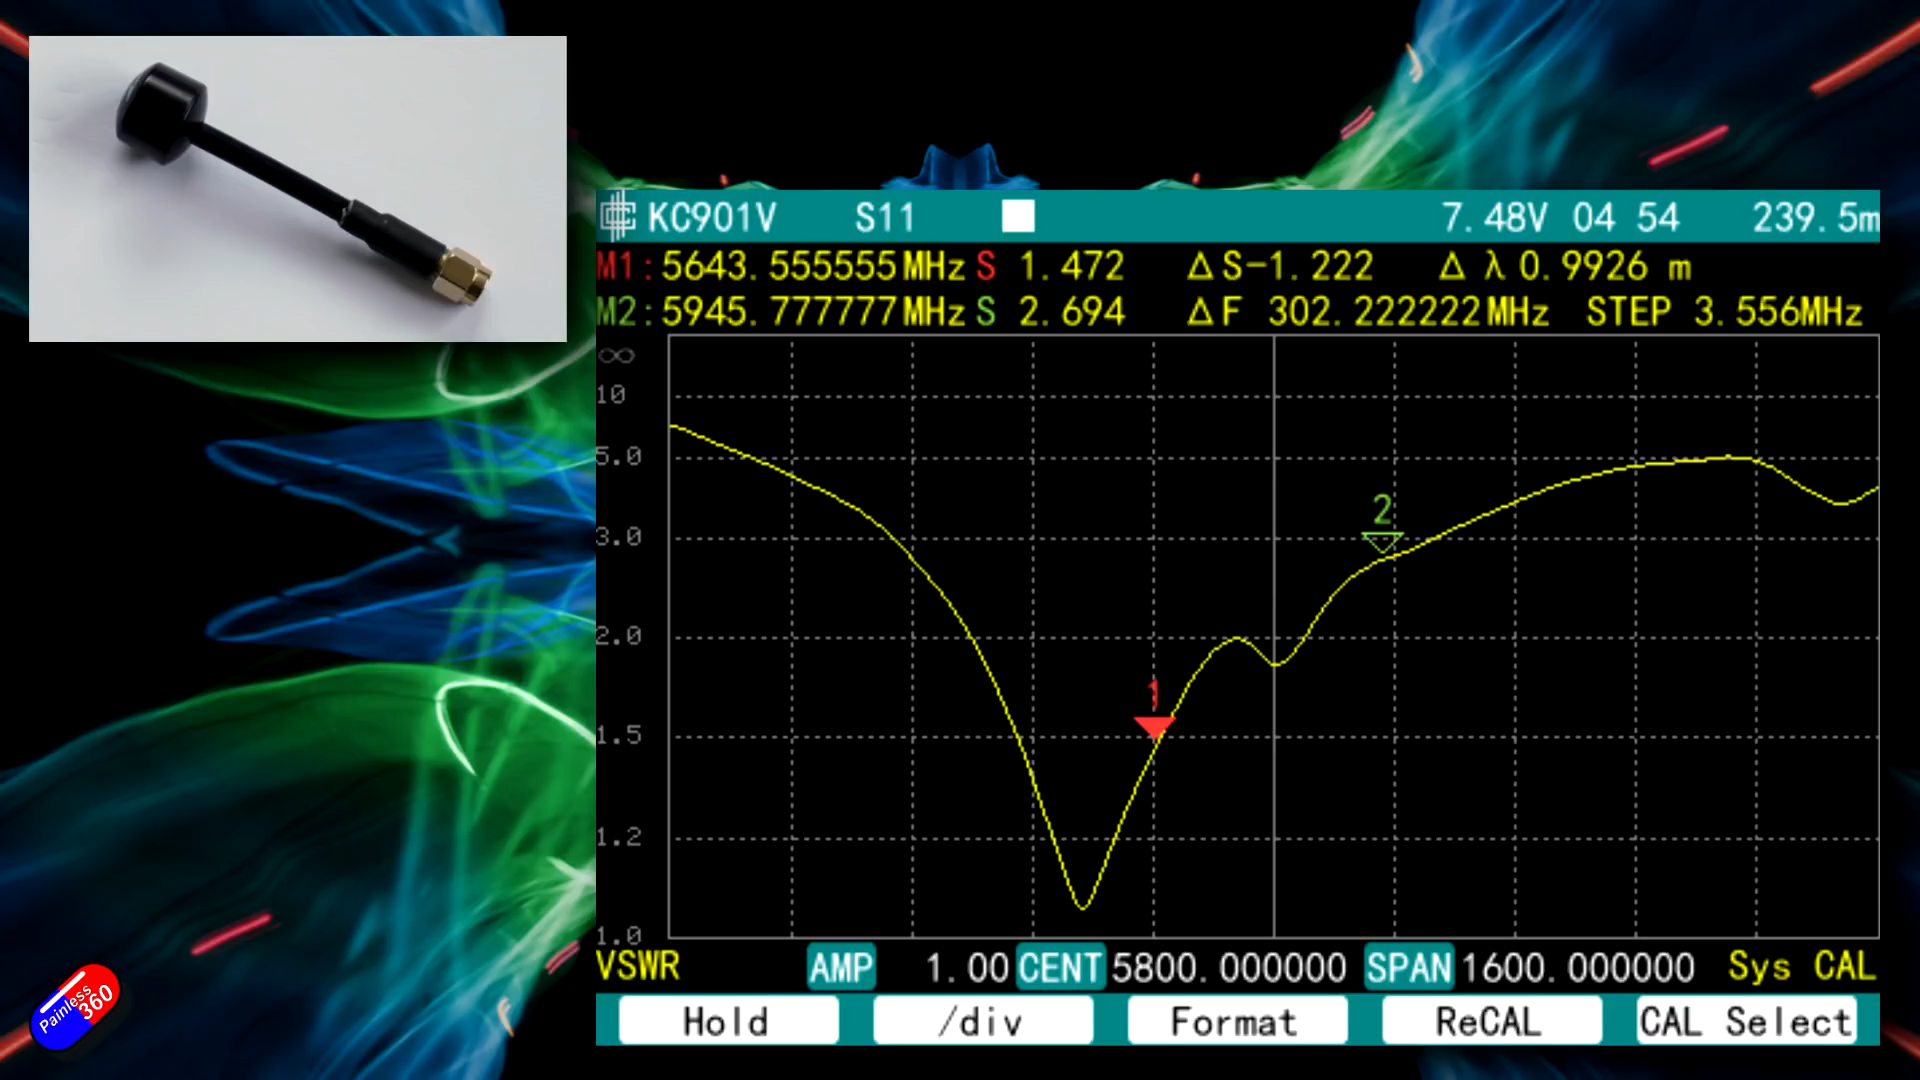 KC901V S11 7.48V 04 54 239.5m
M1:5643.555555MHz S 1.472 ΔS-1.222 Δλ0.9926 m
M2:5945.777777MHz S 2.694 ΔF 302.222222MHz STEP 3.556MHz
∞
10
5.0
2
3.0
2.0
1
1.5
1.2
1.0
VSWR AMP 1.00 CENT 5800.000000 SPAN 1600.000000 Sys CAL
Hold /div Format ReCAL CAL Select
Painless
360